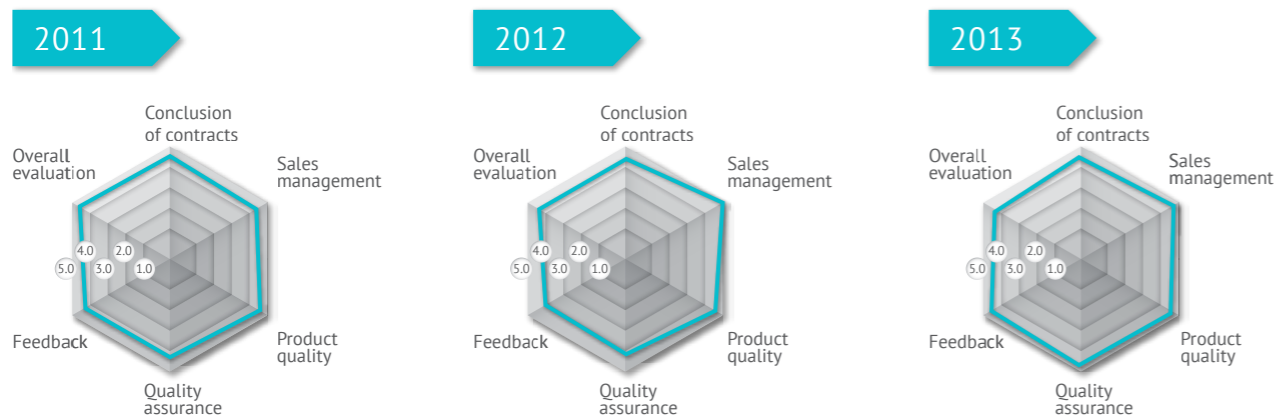 2011
Conclusion
of contracts
Overall
evaluation
Sales
management
4.0
2.0
5.0
3.0
1.0
Feedback
Product
quality
Quality
assurance
2012
Conclusion
of contracts
Overall
evaluation
Sales
management
4.0
2.0
5.0
3.0
1.0
Feedback
Product
quality
Quality
assurance
2013
Conclusion
of contracts
Overall
evaluation
Sales
management
4.0
2.0
5.0
3.0
1.0
Feedback
Product
quality
Quality
assurance